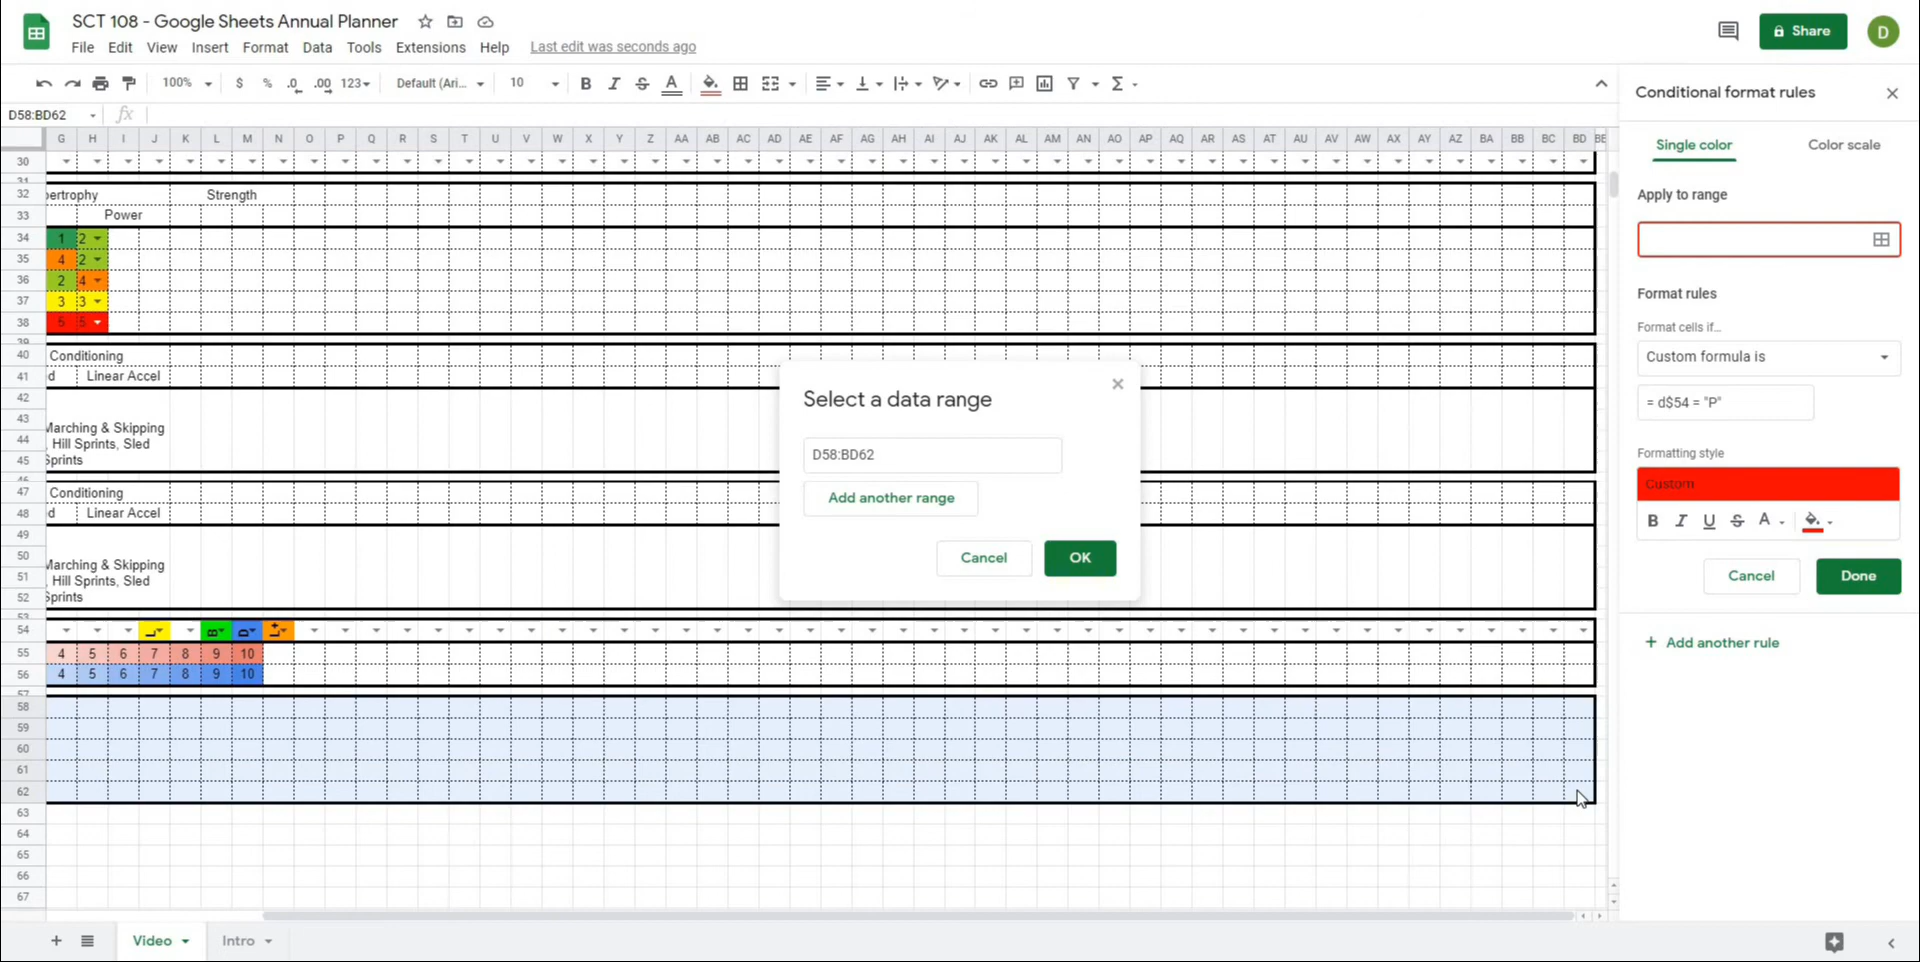 SCT 108 - Google Sheets Annual Planner
File Edit View Insert Format Data Tools Extensions Help Last edit was seconds ago
Share
D
100% $ % .0 .00 123 Default (Ari... 10 B I S A
D58:BD62 fx
G H I J K L M N O P Q R S T U V W X Y Z AA AB AC AD AE AF AG AH AI AJ AK AL AM AN AO AP AQ AR AS AT AU AV AW AX AY AZ BA BB BC BD BE
30
31
32 pertrophy Strength
33 Power
34 1 2
35 4 2
36 2 4
37 3 3
38 5 5
39
40 Conditioning
41 d Linear Accel
42
43 Marching & Skipping
44 , Hill Sprints, Sled
45 Sprints
46
47 Conditioning
48 d Linear Accel
49
50 Marching & Skipping
51 , Hill Sprints, Sled
52 Sprints
53
54 L B D L+
55 4 5 6 7 8 9 10
56 4 5 6 7 8 9 10
57
58
59
60
61
62
63
64
65
66
67
Select a data range
D58:BD62
Add another range
Cancel OK
Conditional format rules
Single color Color scale
Apply to range
Format rules
Format cells if…
Custom formula is
= d$54 = "P"
Formatting style
Custom
B I U S A
Cancel Done
+ Add another rule
+ Video Intro